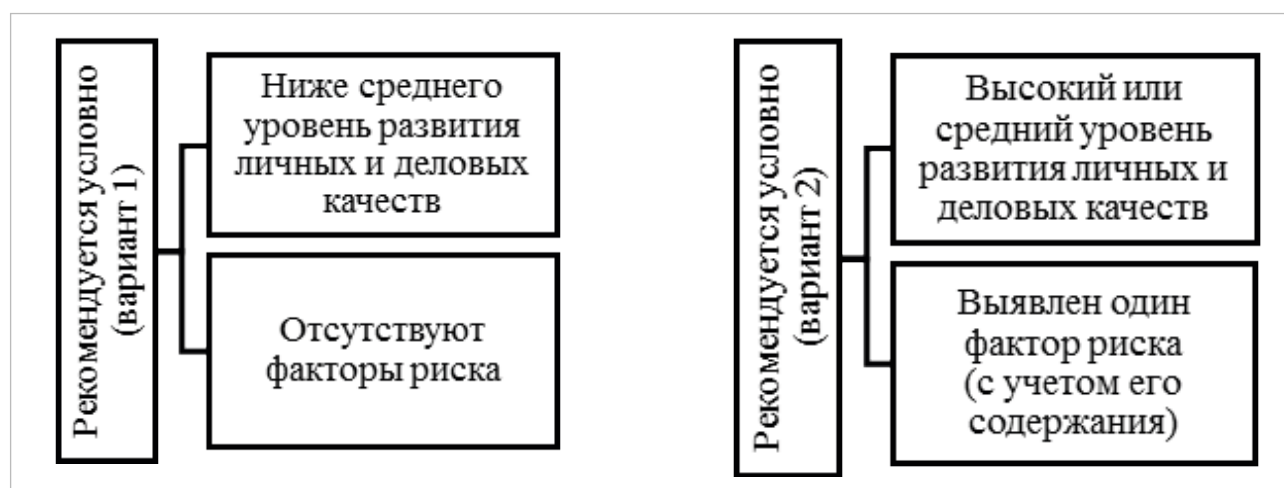 Рекомендуется условно
(вариант 1)
Ниже среднего
уровень развития
личных и деловых
качеств
Отсутствуют
факторы риска
Рекомендуется условно
(вариант 2)
Высокий или
средний уровень
развития личных и
деловых качеств
Выявлен один
фактор риска
(с учетом его
содержания)